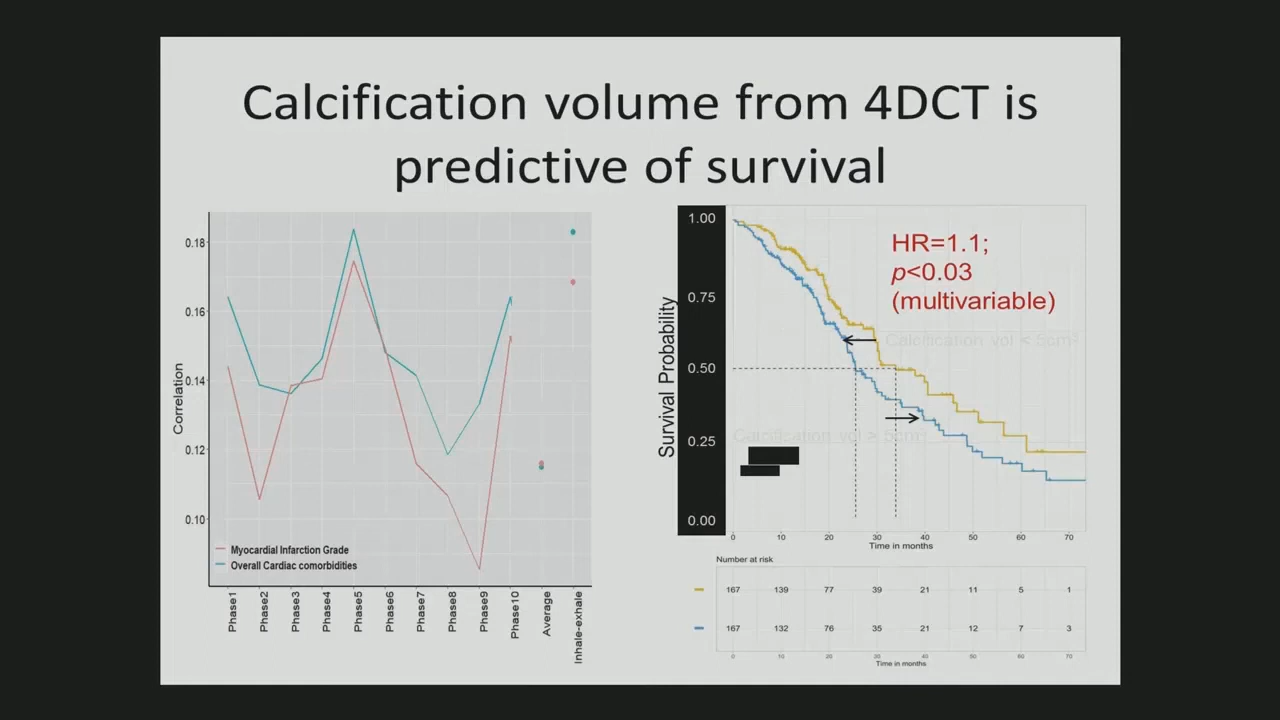 Calcification volume from 4DCT is
predictive of survival
Correlation
0.18
0.16
0.14
0.12
0.10
Myocardial Infarction Grade
Overall Cardiac comorbidities
Phase1
Phase2
Phase3
Phase4
Phase5
Phase6
Phase7
Phase8
Phase9
Phase10
Average
Inhale-exhale
Survival Probability
1.00
0.75
0.50
0.25
0.00
HR=1.1;
p<0.03
(multivariable)
Calcification vol < 5cm³
Calcification vol ≥ 5cm³
0 10 20 30 40 50 60 70
Time in months
Number at risk
167 139 77 39 21 11 5 1
167 132 76 35 21 12 7 3
0 10 20 30 40 50 60 70
Time in months